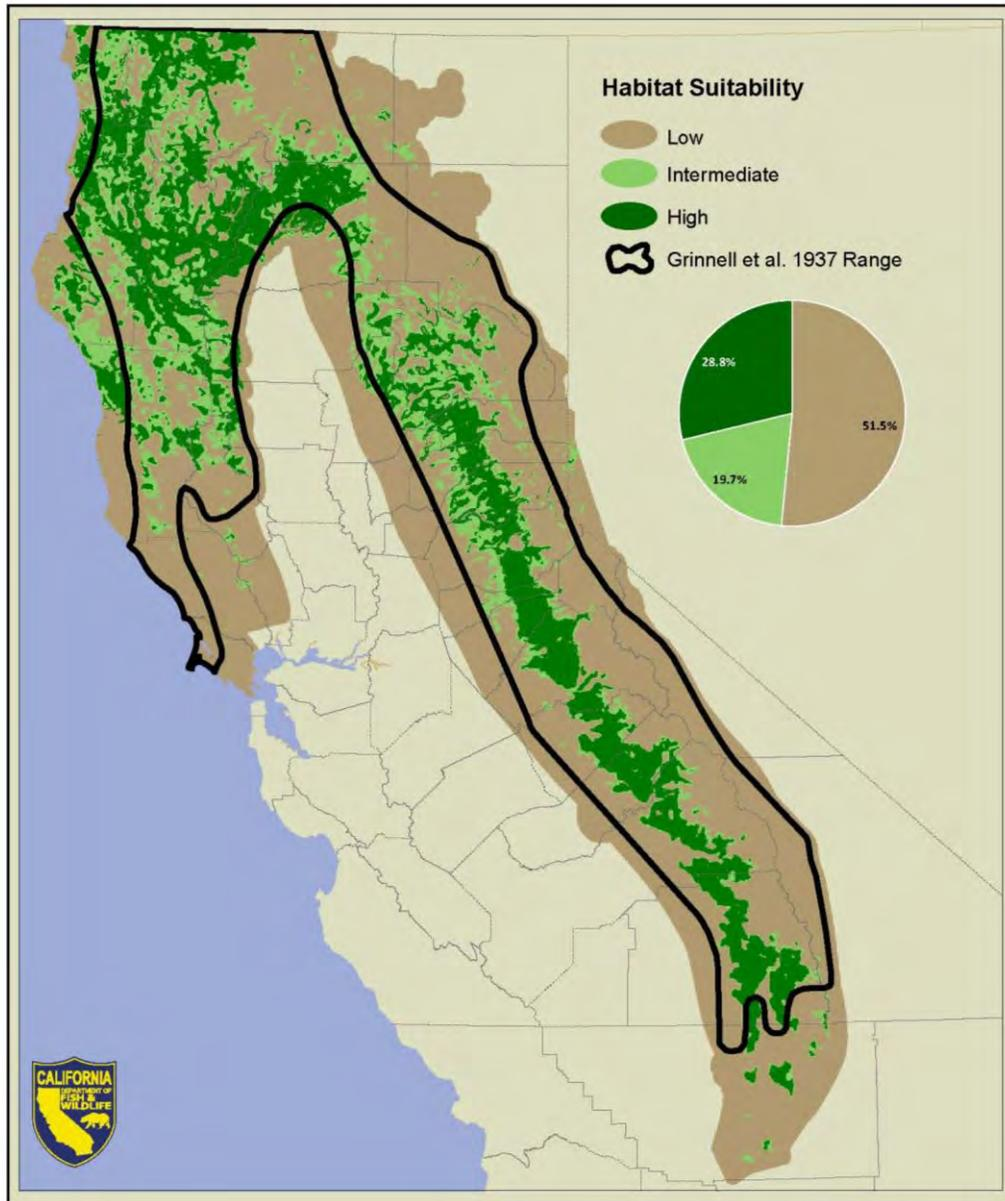 Habitat Suitability
Low
Intermediate
High
Grinnell et al. 1937 Range
28.8%
51.5%
19.7%
CALIFORNIA
DEPARTMENT OF
FISH &
WILDLIFE